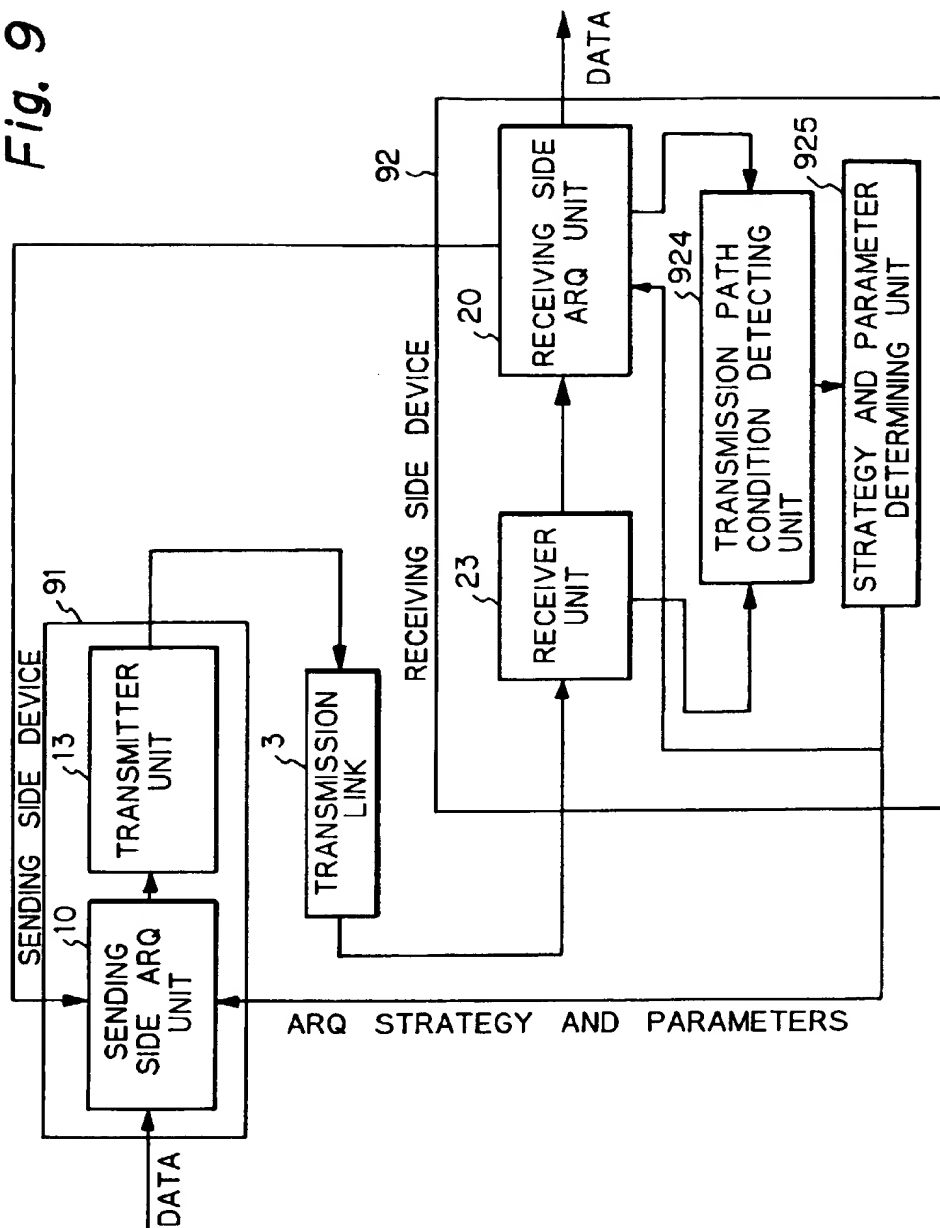 Fig. 9
SENDING SIDE DEVICE
91
10
SENDING
SIDE ARQ
UNIT
13
TRANSMITTER
UNIT
DATA
3
TRANSMISSION
LINK
ARQ STRATEGY AND PARAMETERS
RECEIVING SIDE DEVICE
92
23
RECEIVER
UNIT
20
RECEIVING SIDE
ARQ UNIT
DATA
924
TRANSMISSION PATH
CONDITION DETECTING
UNIT
925
STRATEGY AND PARAMETER
DETERMINING UNIT